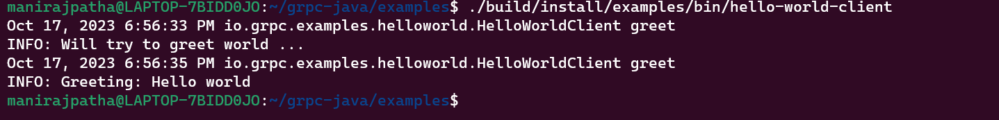 manirajpatha@LAPTOP-7BIDD0JO:~/grpc-java/examples$ ./build/install/examples/bin/hello-world-client
Oct 17, 2023 6:56:33 PM io.grpc.examples.helloworld.HelloWorldClient greet
INFO: Will try to greet world ...
Oct 17, 2023 6:56:35 PM io.grpc.examples.helloworld.HelloWorldClient greet
INFO: Greeting: Hello world
manirajpatha@LAPTOP-7BIDD0JO:~/grpc-java/examples$